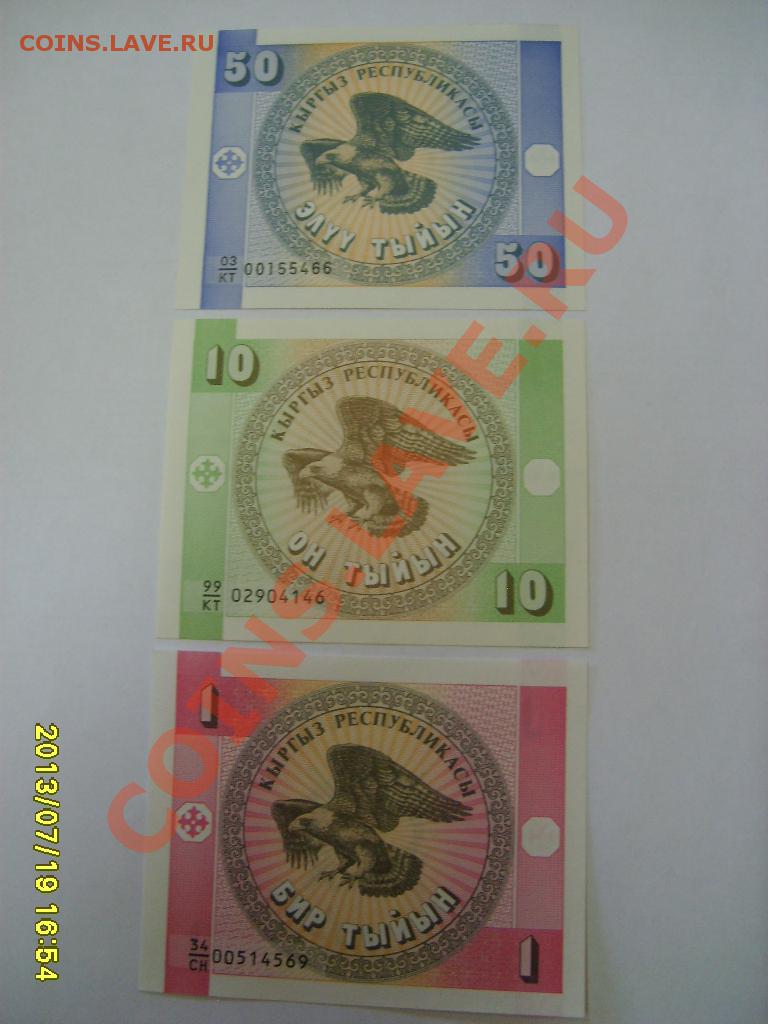 COINS.LAVE.RU
50
КЫРГЫЗ РЕСПУБЛИКАСЫ
ЭЛҮҮ ТЫЙЫН
50
03
КТ 00155466
10
КЫРГЫЗ РЕСПУБЛИКАСЫ
ОН ТЫЙЫН
10
99
КТ 02904146
1
КЫРГЫЗ РЕСПУБЛИКАСЫ
БИР ТЫЙЫН
1
34
СН 00514569
COINS.LAVE.RU
2013/07/19 16:54